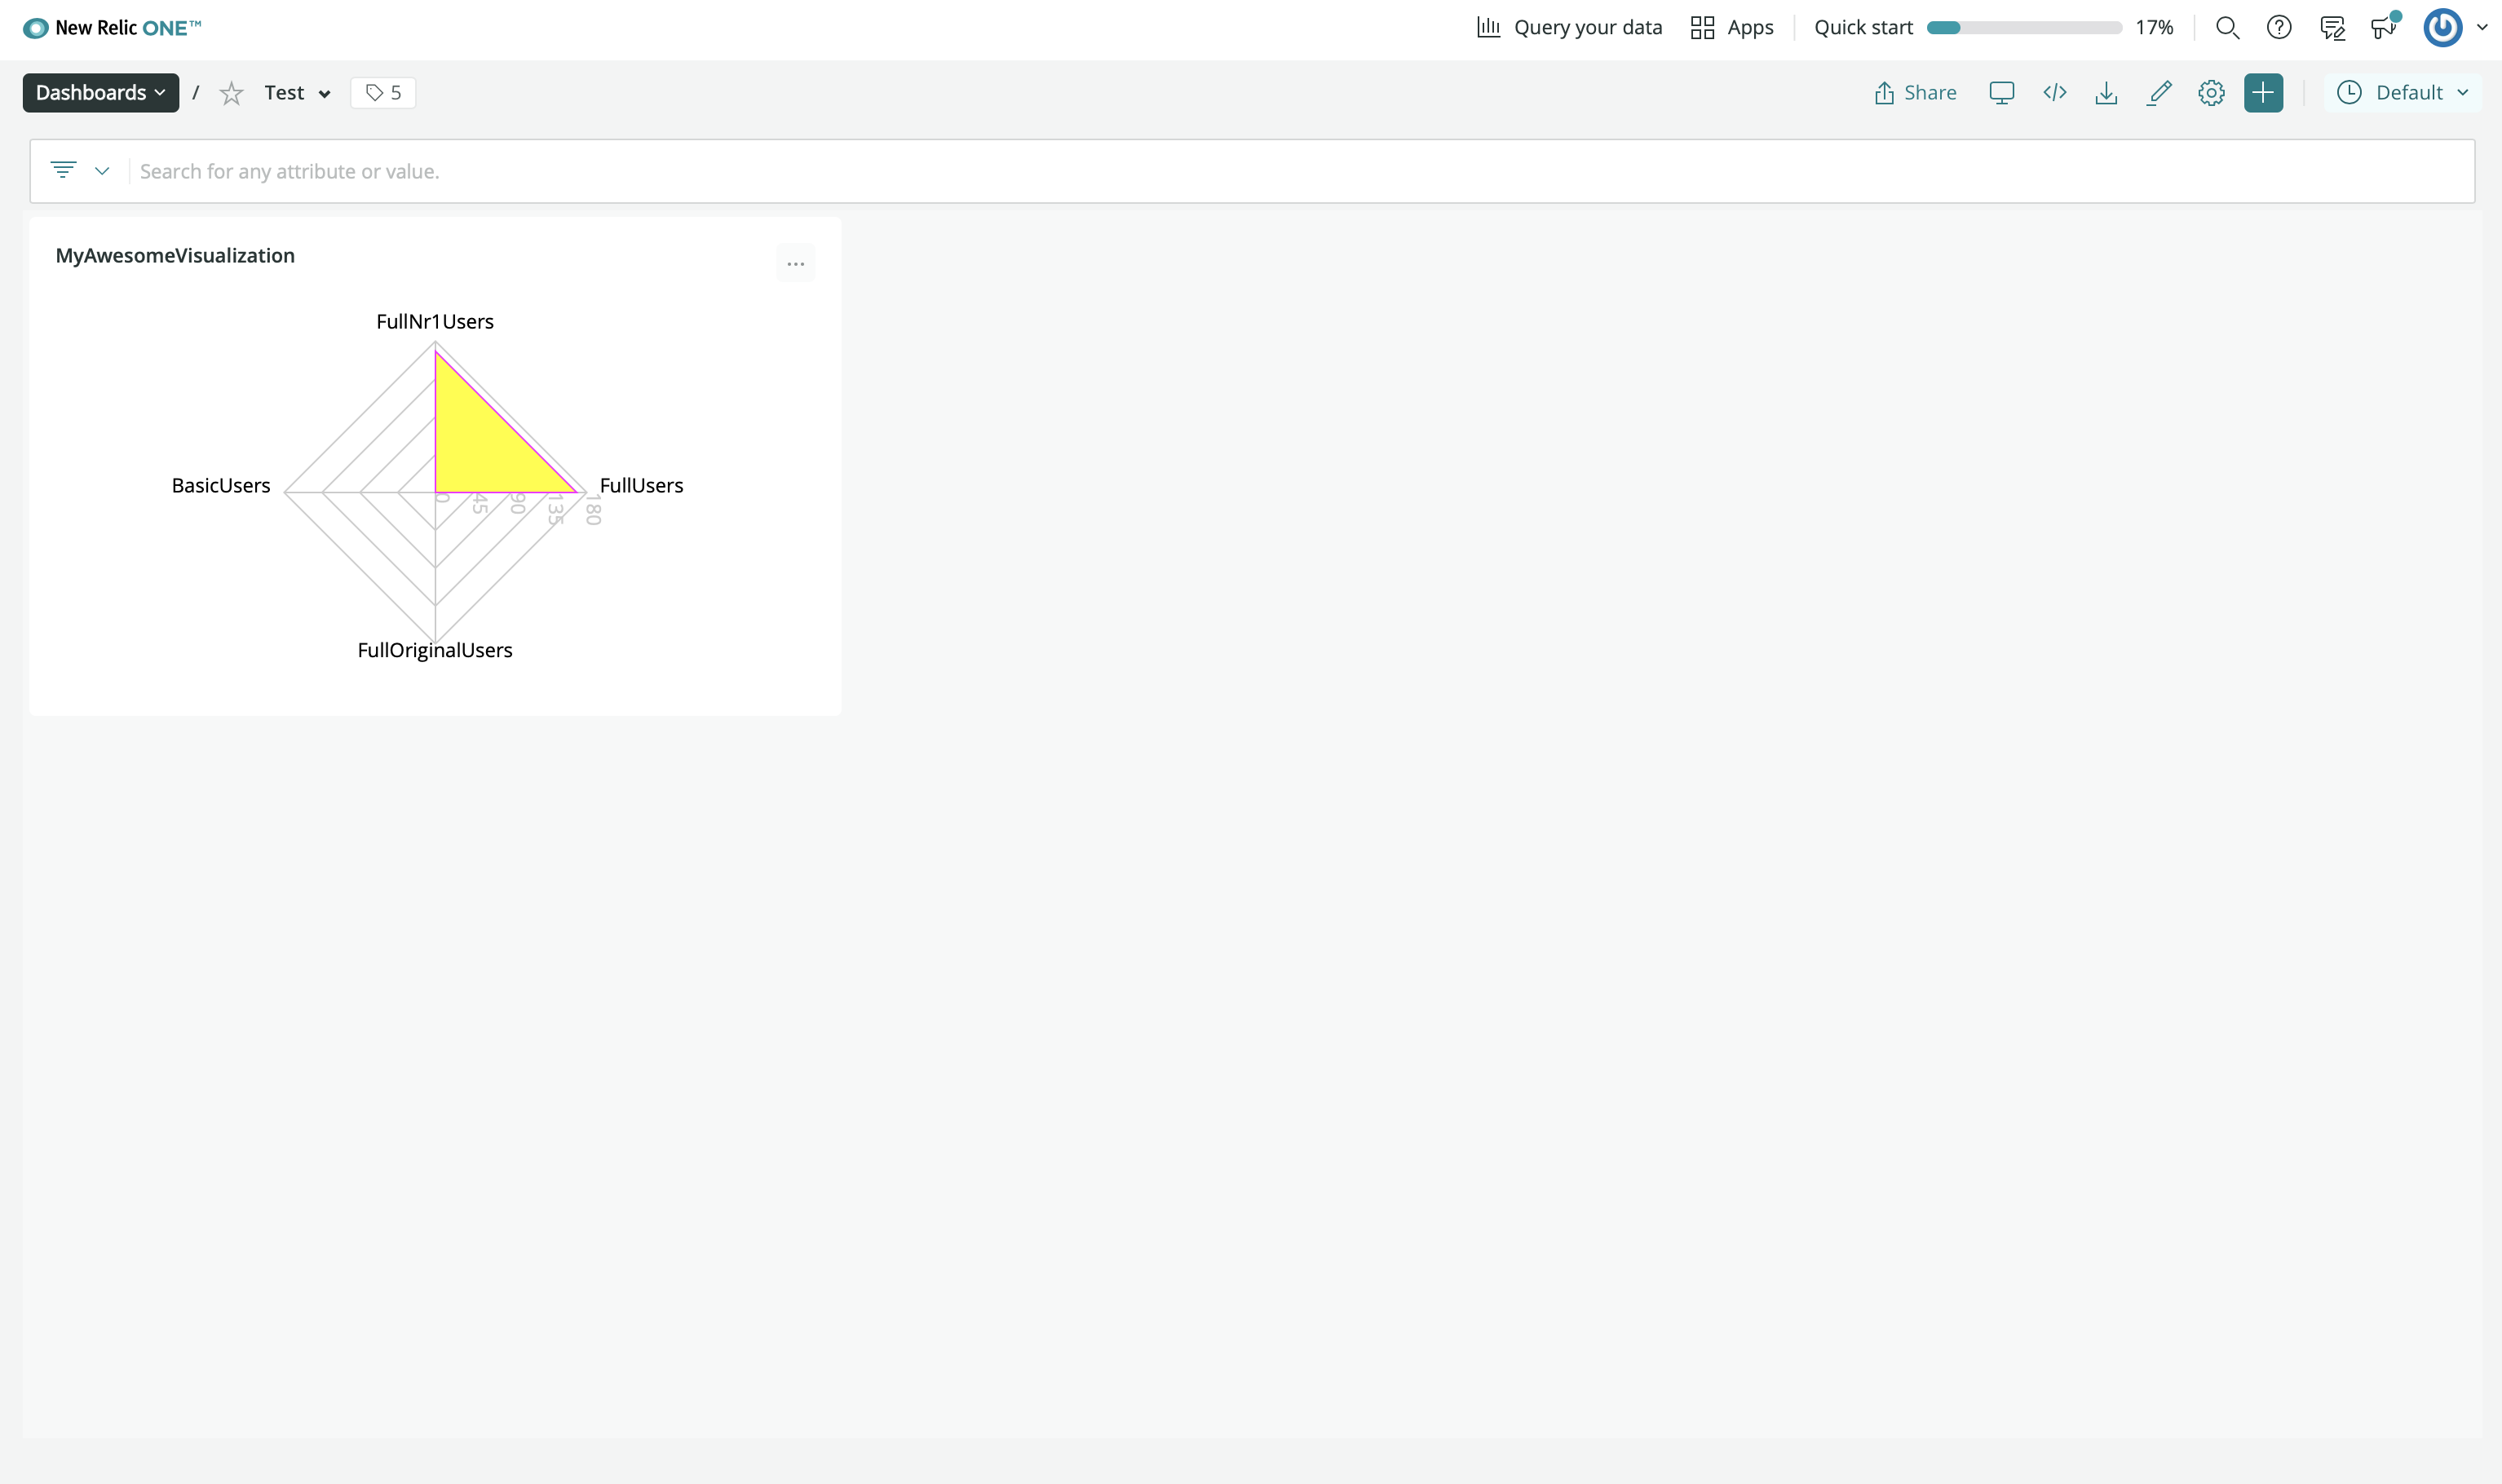 New Relic ONE™
Query your data
Apps
Quick start
17%
Dashboards
/
Test
5
Share
Default
Search for any attribute or value.
MyAwesomeVisualization
...
FullNr1Users
BasicUsers
FullUsers
0
45
90
135
180
FullOriginalUsers